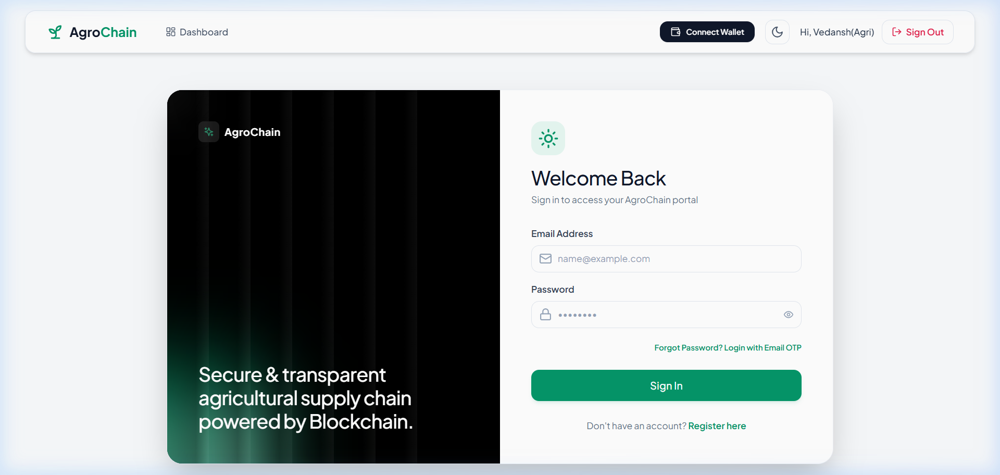 AgroChain
Dashboard
Connect Wallet
Hi, Vedansh(Agri)
Sign Out
AgroChain
Secure & transparent
agricultural supply chain
powered by Blockchain.
Welcome Back
Sign in to access your AgroChain portal
Email Address
name@example.com
Password
••••••••
Forgot Password? Login with Email OTP
Sign In
Don't have an account? Register here